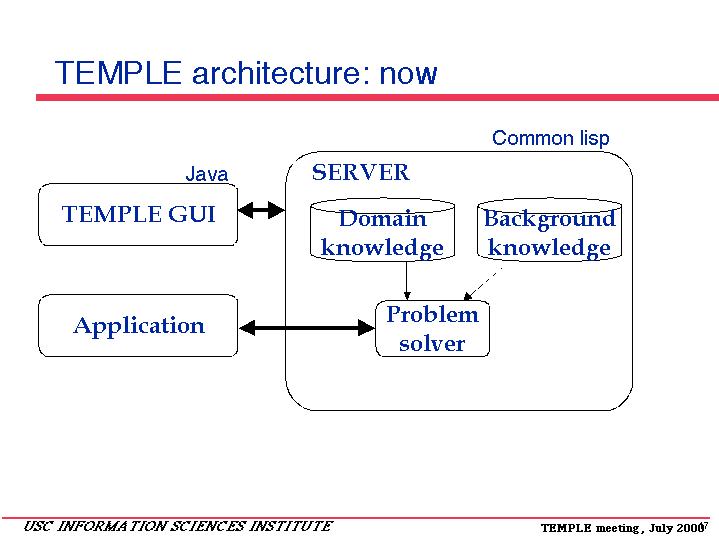 TEMPLE architecture: now
Common lisp
Java
SERVER
TEMPLE GUI
Domain
knowledge
Background
knowledge
Application
Problem
solver
USC INFORMATION SCIENCES INSTITUTE
TEMPLE meeting, July 2000